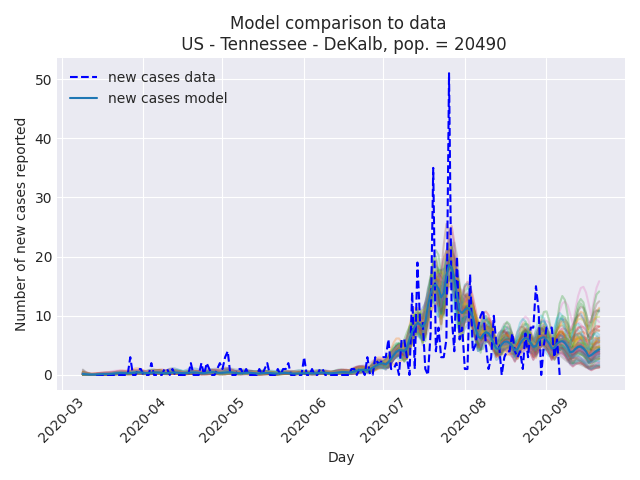 Model comparison to data
US - Tennessee - DeKalb, pop. = 20490
new cases data
new cases model
Number of new cases reported
50
40
30
20
10
0
2020-03
2020-04
2020-05
2020-06
2020-07
2020-08
2020-09
Day